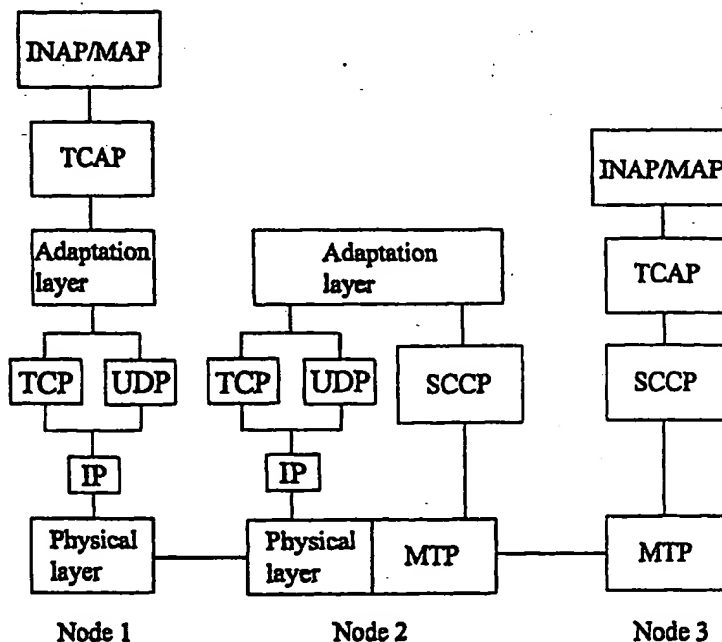 INAP/MAP
TCAP
Adaptation
layer
TCP
UDP
IP
Physical
layer
Node 1
Adaptation
layer
TCP
UDP
SCCP
IP
Physical
layer
MTP
Node 2
INAP/MAP
TCAP
SCCP
MTP
Node 3